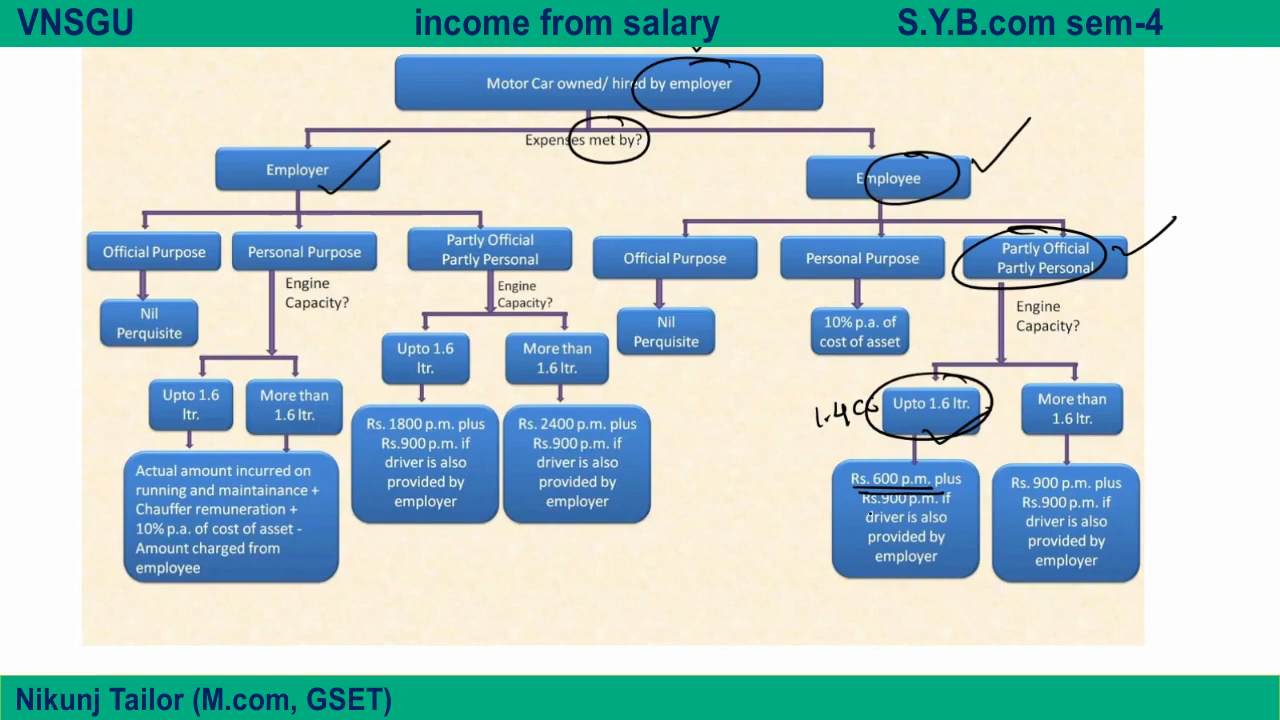 VNSGU
income from salary
S.Y.B.com sem-4
Motor Car owned/ hired by employer
Expenses met by?
Employer
Employee
Official Purpose
Personal Purpose
Partly Official
Partly Personal
Official Purpose
Personal Purpose
Partly Official
Partly Personal
Nil
Perquisite
Engine
Capacity?
Engine
Capacity?
Nil
Perquisite
10% p.a. of
cost of asset
Engine
Capacity?
Upto 1.6
ltr.
More than
1.6 ltr.
Upto 1.6
ltr.
More than
1.6 ltr.
1.4 cc
Upto 1.6 ltr.
More than
1.6 ltr.
Actual amount incurred on
running and maintainance +
Chauffer remuneration +
10% p.a. of cost of asset -
Amount charged from
employee
Rs. 1800 p.m. plus
Rs.900 p.m. if
driver is also
provided by
employer
Rs. 2400 p.m. plus
Rs.900 p.m. if
driver is also
provided by
employer
Rs. 600 p.m. plus
Rs.900 p.m. if
driver is also
provided by
employer
Rs. 900 p.m. plus
Rs.900 p.m. if
driver is also
provided by
employer
Nikunj Tailor (M.com, GSET)